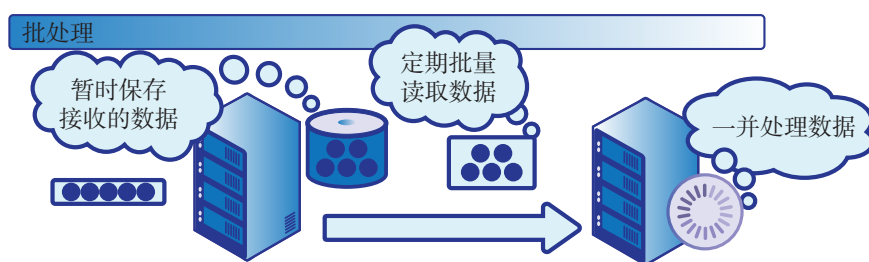 批处理
暂时保存
接收的数据
定期批量
读取数据
一并处理数据